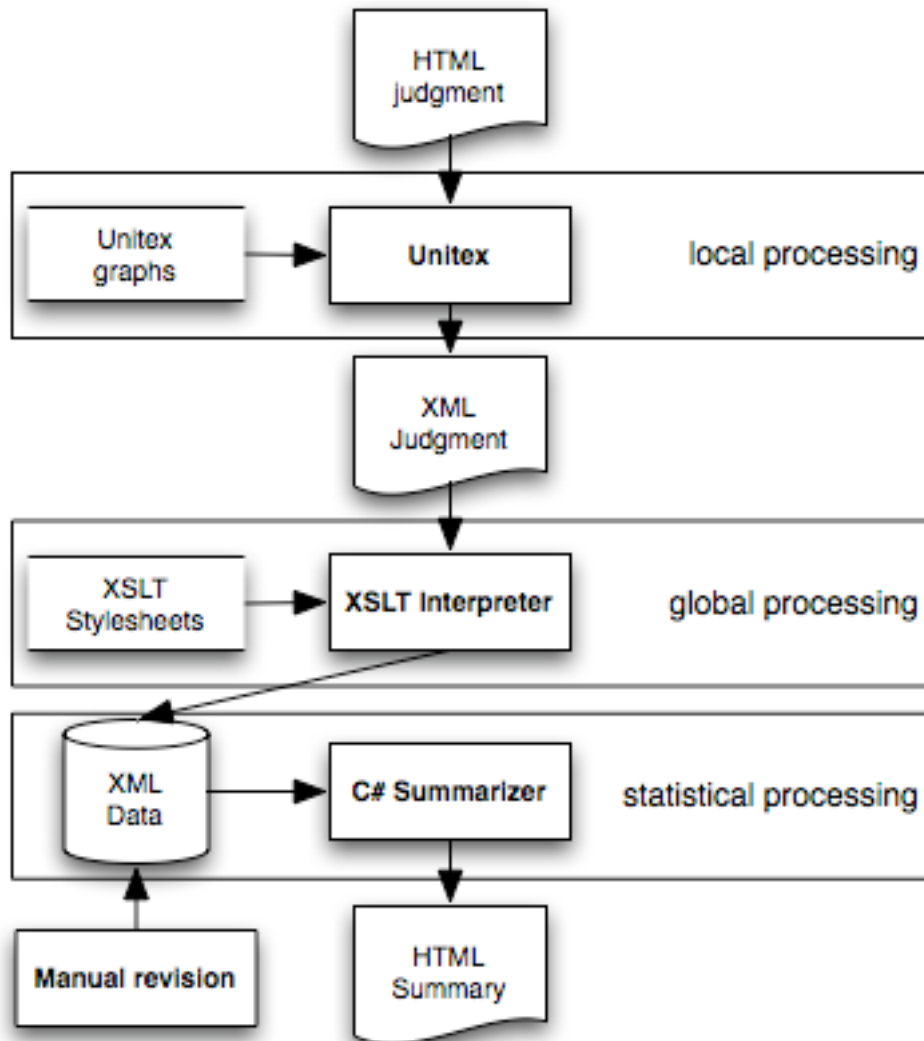 HTML
judgment
Unitex
graphs
Unitex
local processing
XML
Judgment
XSLT
Stylesheets
XSLT Interpreter
global processing
XML
Data
C# Summarizer
statistical processing
Manual revision
HTML
Summary